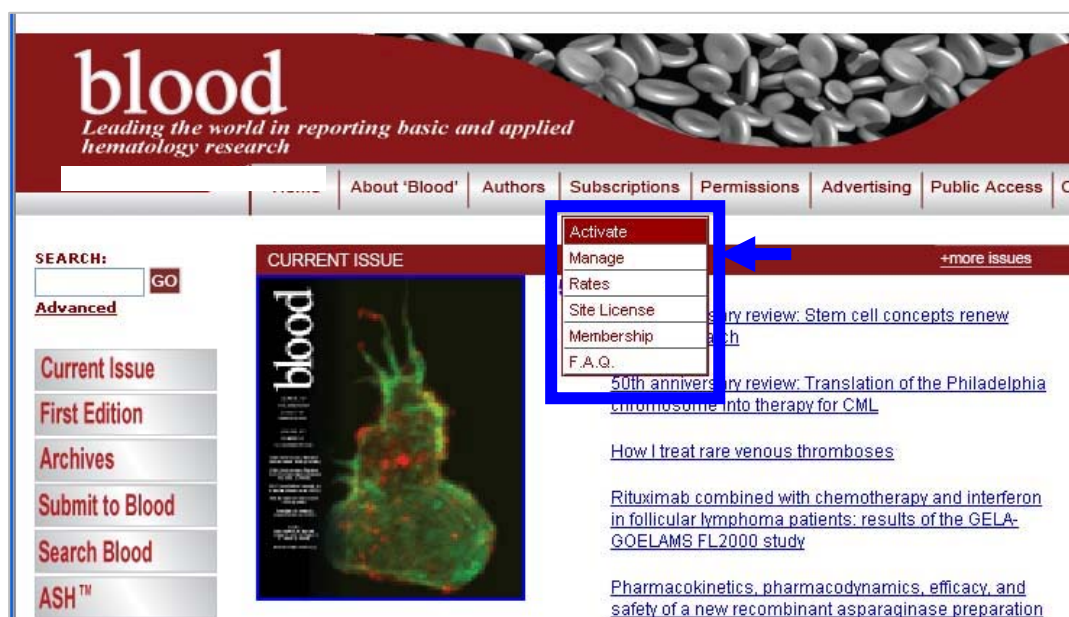 blood
Leading the world in reporting basic and applied
hematology research
About 'Blood'
Authors
Subscriptions
Permissions
Advertising
Public Access
Activate
Manage
Rates
Site License
Membership
F.A.Q.
SEARCH:
GO
Advanced
CURRENT ISSUE
+more issues
blood
Current Issue
First Edition
Archives
Submit to Blood
Search Blood
ASH™
review: Stem cell concepts renew
50th anniversary review: Translation of the Philadelphia
chromosome into therapy for CML
How I treat rare venous thromboses
Rituximab combined with chemotherapy and interferon
in follicular lymphoma patients: results of the GELA-
GOELAMS FL2000 study
Pharmacokinetics, pharmacodynamics, efficacy, and
safety of a new recombinant asparaginase preparation